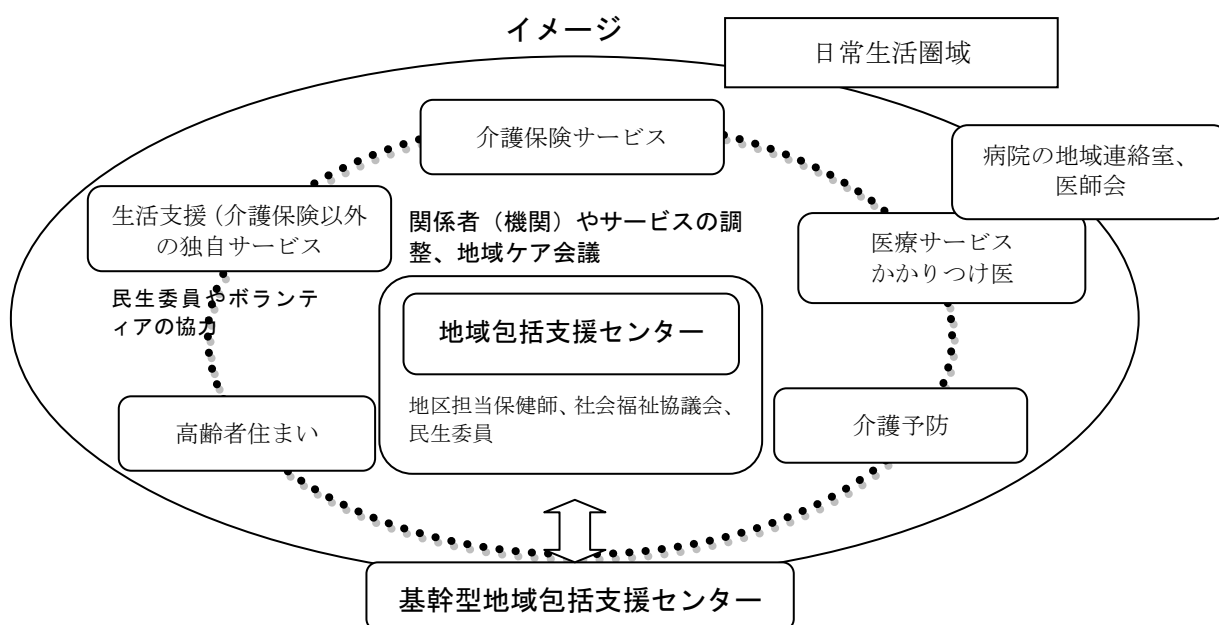 イメージ
日常生活圏域
介護保険サービス
病院の地域連絡室、
医師会
生活支援（介護保険以外
の独自サービス
関係者（機関）やサービスの調
整、地域ケア会議
医療サービス
かかりつけ医
民生委員やボランテ
ィアの協力
地域包括支援センター
地区担当保健師、社会福祉協議会、
民生委員
高齢者住まい
介護予防
基幹型地域包括支援センター